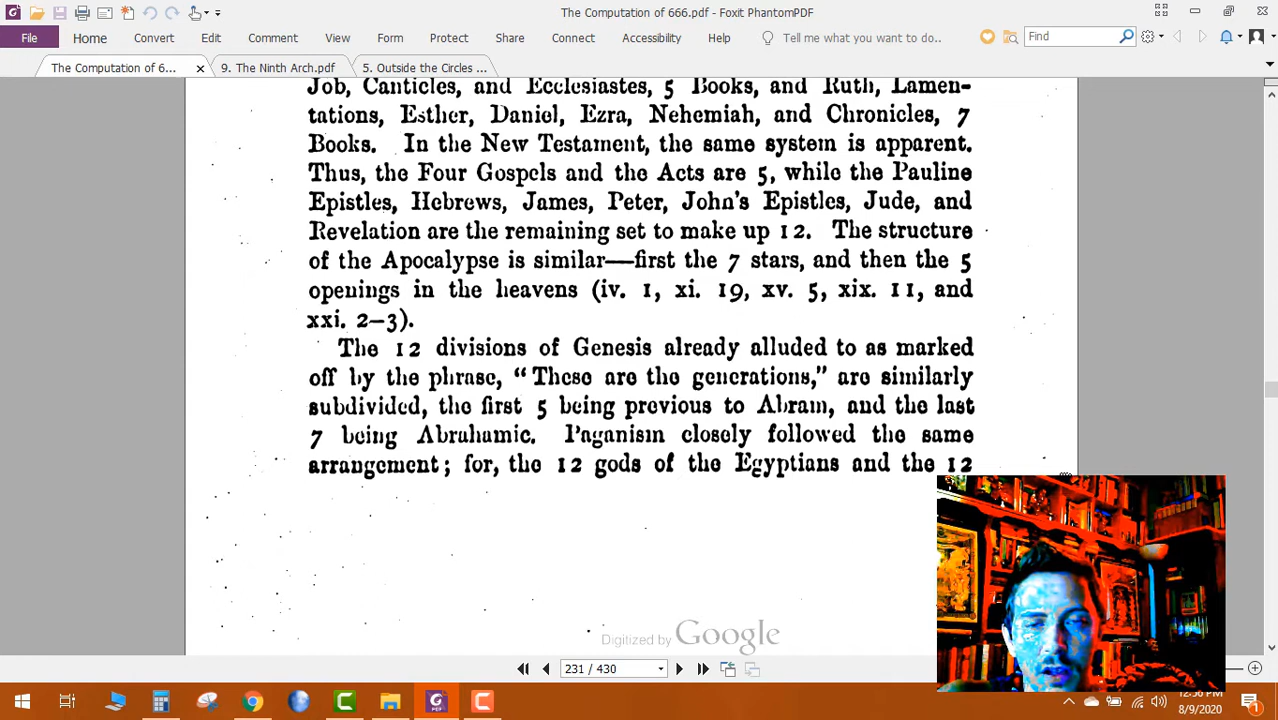 The Computation of 666.pdf - Foxit PhantomPDF
File Home Convert Edit Comment View Form Protect Share Connect Accessibility Help Tell me what you want to do.. Find
The Computation of 6... 9. The Ninth Arch.pdf 5. Outside the Circles ...
Job, Canticles, and Ecclesiastes, 5 Books, and Ruth, Lamen-
tations, Esther, Daniel, Ezra, Nehemiah, and Chronicles, 7
Books. In the New Testament, the same system is apparent.
Thus, the Four Gospels and the Acts are 5, while the Pauline
Epistles, Hebrews, James, Peter, John's Epistles, Jude, and
Revelation are the remaining set to make up 12. The structure
of the Apocalypse is similar—first the 7 stars, and then the 5
openings in the heavens (iv. 1, xi. 19, xv. 5, xix. 11, and
xxi. 2–3).
The 12 divisions of Genesis already alluded to as marked
off by the phrase, "These are the generations," are similarly
subdivided, the first 5 being previous to Abram, and the last
7 being Abrahamic. Paganism closely followed the same
arrangement; for, the 12 gods of the Egyptians and the 12
Digitized by Google
231 / 430
12:56 PM
8/9/2020